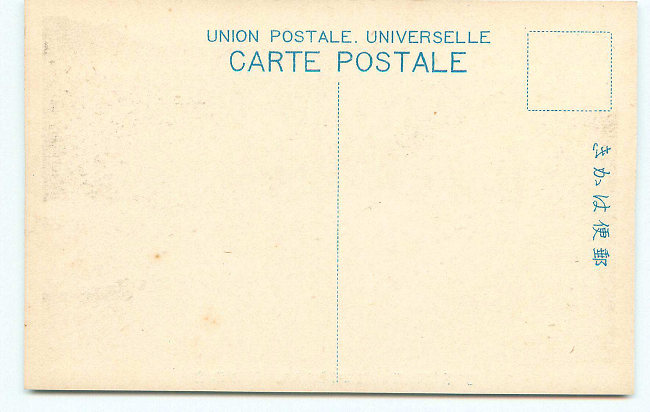 UNION POSTALE. UNIVERSELLE
CARTE POSTALE
郵便はかき